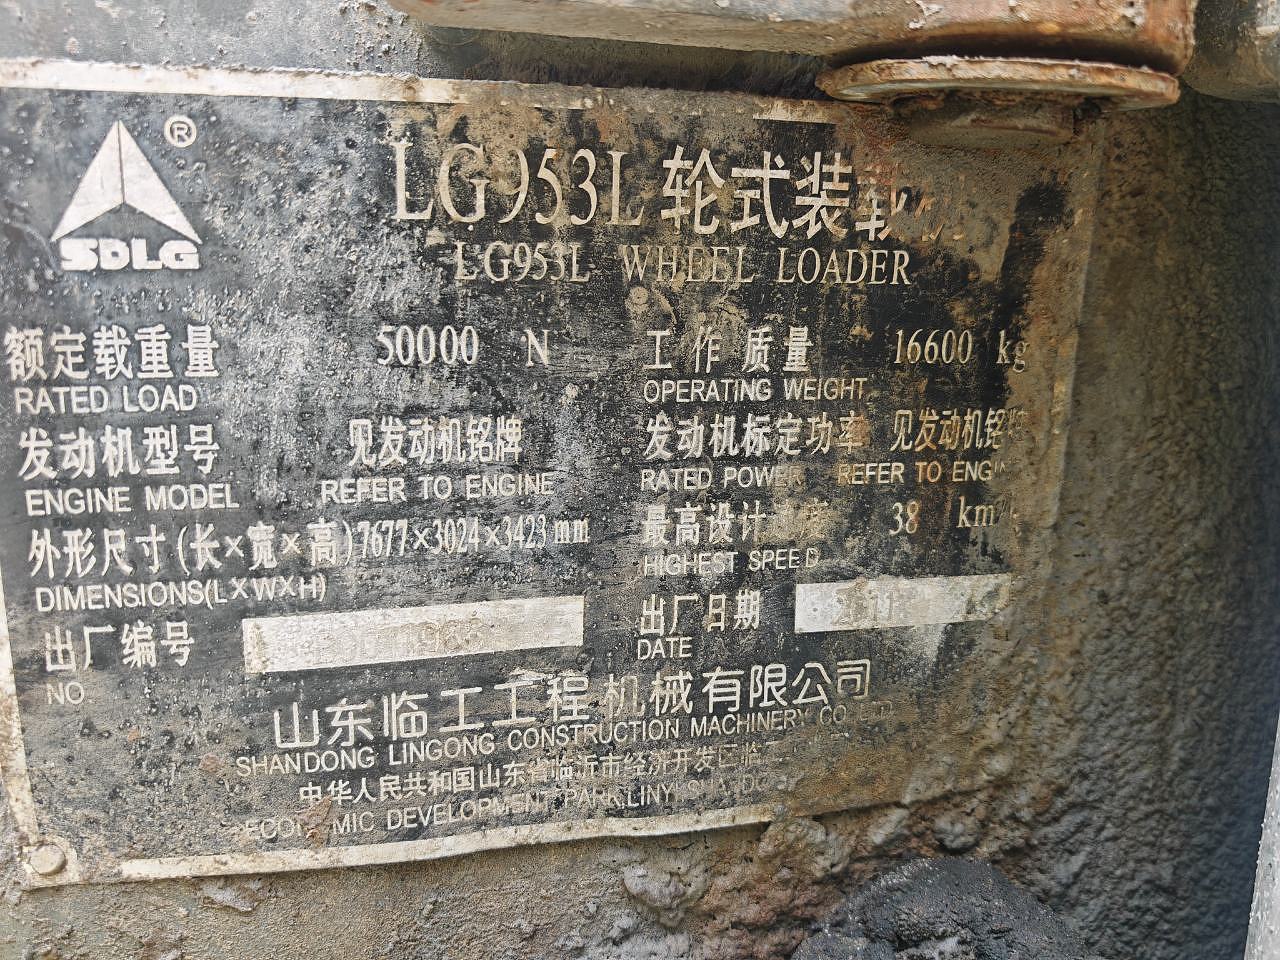 ®
SDLG
LG953L 轮式装载
LG953L WHEEL LOADER
额定载重量 50000 N 工作质量 16600 kg
RATED LOAD OPERATING WEIGHT
发动机型号 见发动机铭牌 发动机标定功率 见发动机铭
ENGINE MODEL REFER TO ENGINE RATED POWER REFER TO
外形尺寸(长×宽×高)7677×3024×3423mm 最高设计 38
DIMENSIONS(L×W×H) HIGHEST SPEED
出厂编号 出厂日期
NO DATE
山东临工工程机械有限公司
SHANDONG LINGONG CONSTRUCTION MACHINERY CO
中华人民共和国山东省临沂市经济开发区临工
ECONOMIC DEVELOPMENT PARK LINYI